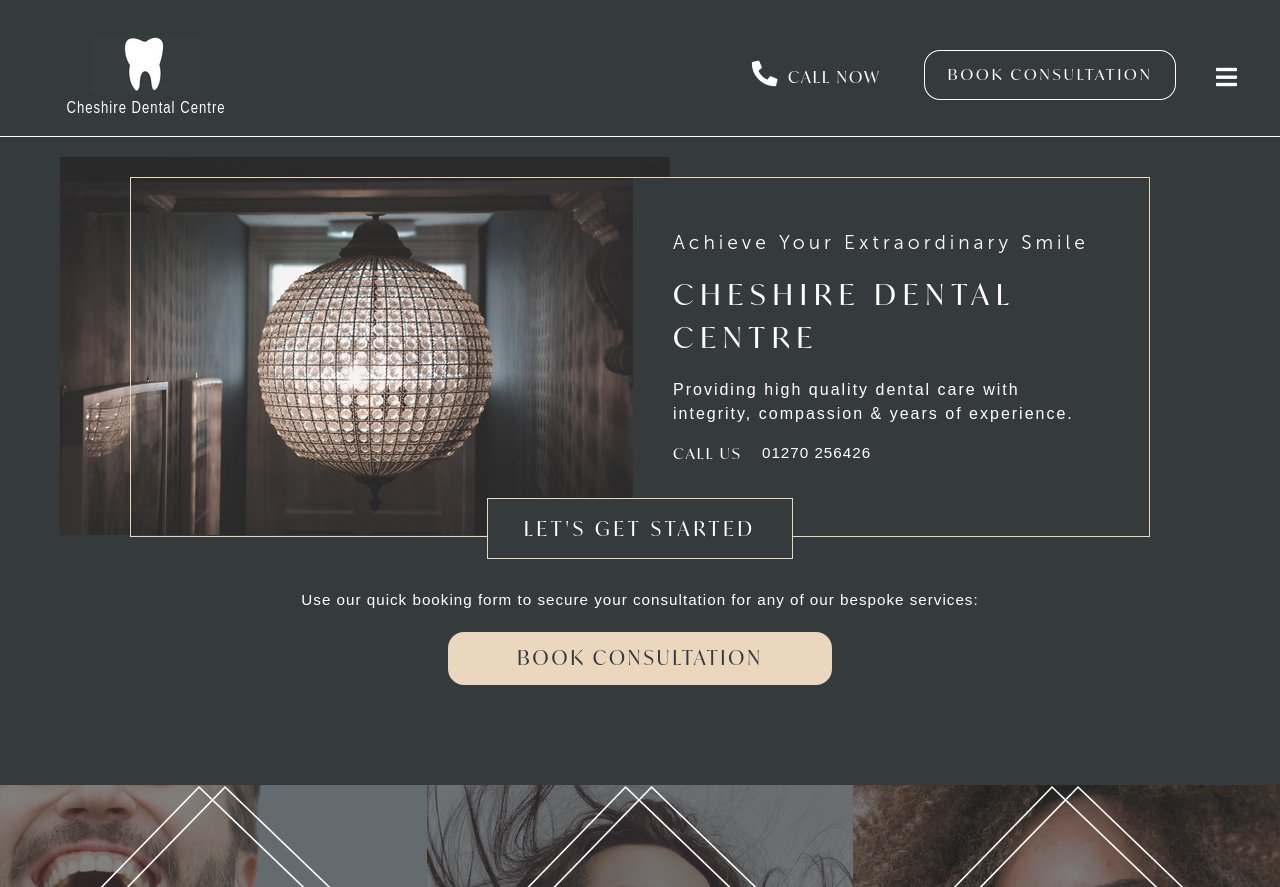 Cheshire Dental Centre
CALL NOW
BOOK CONSULTATION
Achieve Your Extraordinary Smile
CHESHIRE DENTAL
CENTRE
Providing high quality dental care with
integrity, compassion & years of experience.
CALL US 01270 256426
LET'S GET STARTED
Use our quick booking form to secure your consultation for any of our bespoke services:
BOOK CONSULTATION